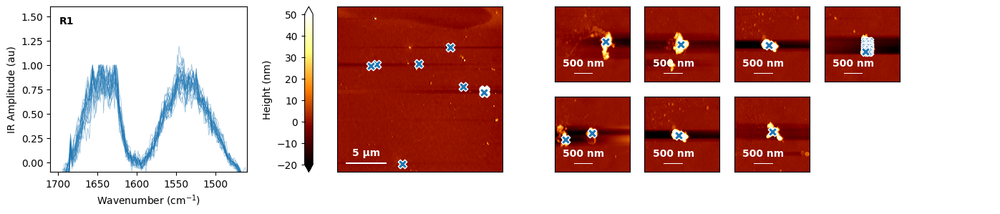 R1
1.50
1.25
1.00
0.75
0.50
0.25
0.00
IR Amplitude (au)
1700
1650
1600
1550
1500
Wavenumber (cm⁻¹)
50
40
30
20
10
0
−10
−20
Height (nm)
5 µm
500 nm
500 nm
500 nm
500 nm
500 nm
500 nm
500 nm